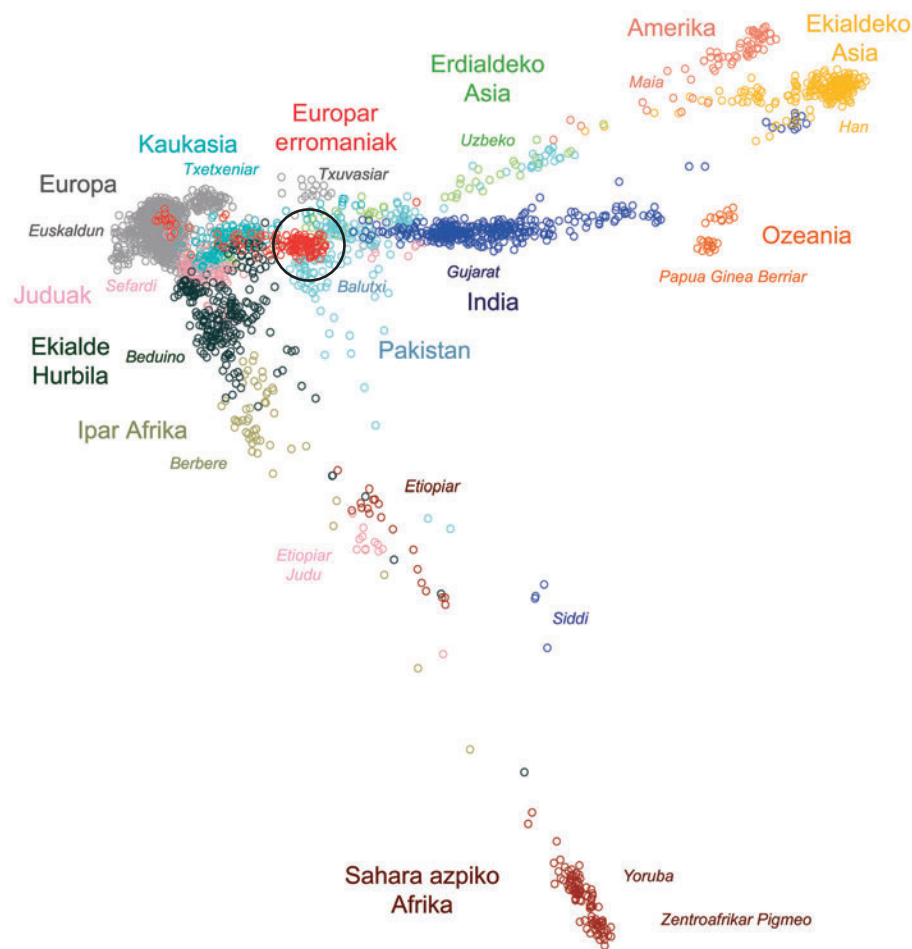 Amerika
Ekialdeko
Asia
Maia
Erdialdeko
Asia
Uzbeko
Han
Europar
erromaniak
Kaukasia
Txetxeniar
Txuvasiar
Europa
Euskaldun
Ozeania
Papua Ginea Berriar
Gujarat
India
Juduak
Sefardi
Balutxi
Pakistan
Ekialde
Hurbila
Beduino
Ipar Afrika
Berbere
Etiopiar
Etiopiar
Judu
Siddi
Sahara azpiko
Afrika
Yoruba
Zentroafrikar Pigmeo